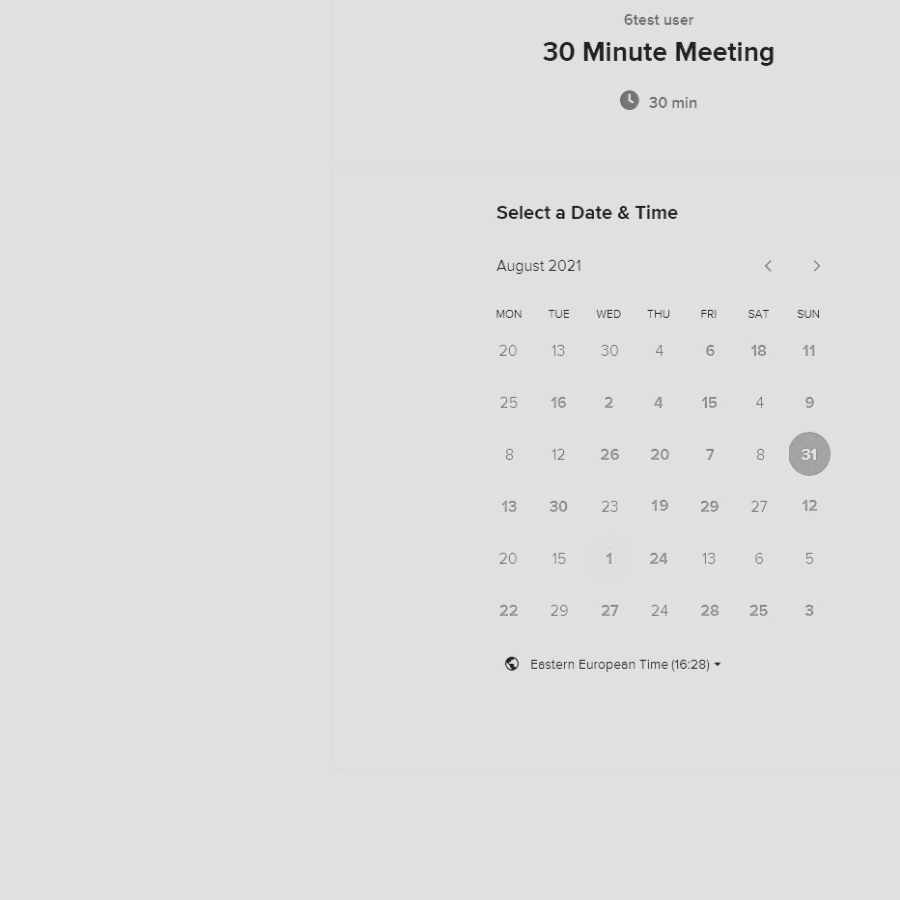 6test user
30 Minute Meeting
30 min
Select a Date & Time
August 2021
MON TUE WED THU FRI SAT SUN
20 13 30 4 6 18 11
25 16 2 4 15 4 9
8 12 26 20 7 8 31
13 30 23 19 29 27 12
20 15 1 24 13 6 5
22 29 27 24 28 25 3
Eastern European Time (16:28)